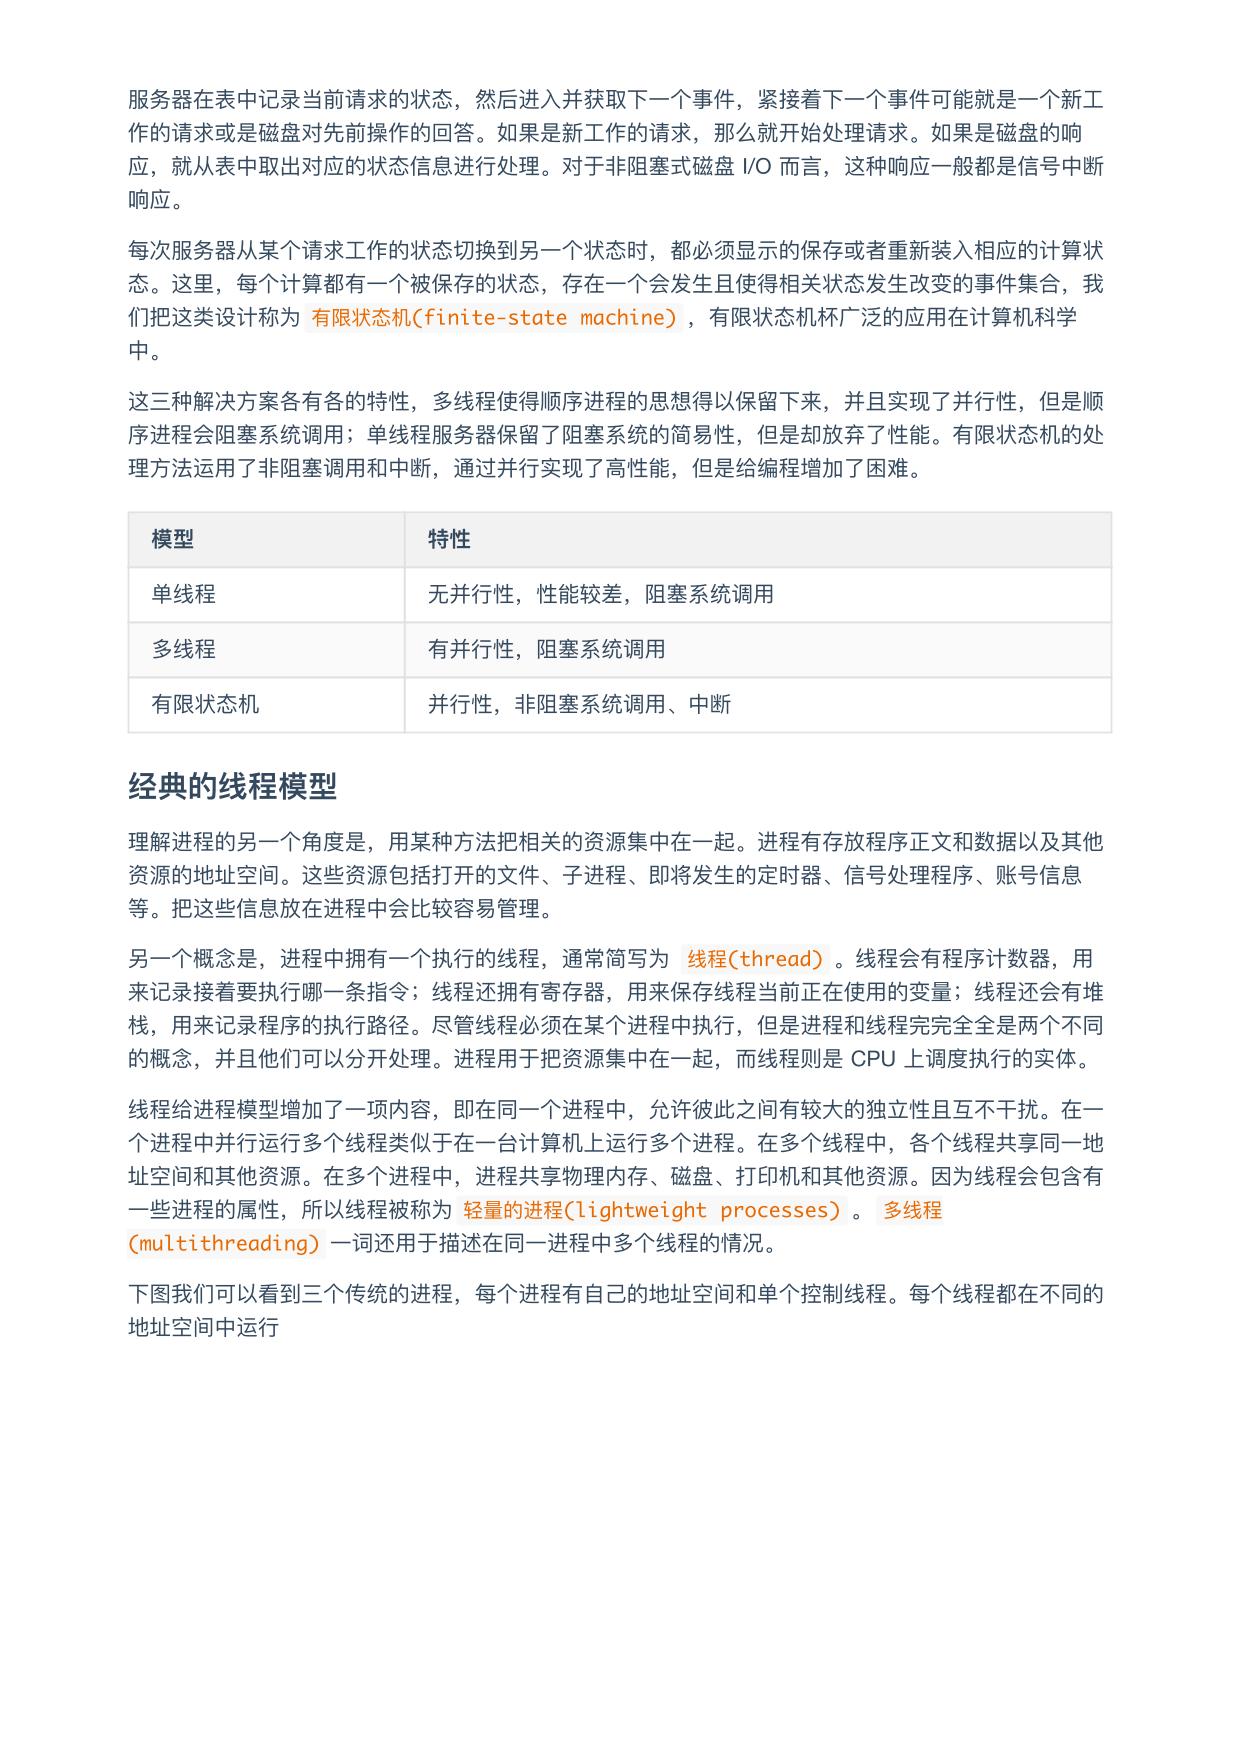 服务器在表中记录当前请求的状态，然后进入并获取下一个事件，紧接着下一个事件可能就是一个新工
作的请求或是磁盘对先前操作的回答。如果是新工作的请求，那么就开始处理请求。如果是磁盘的响
应，就从表中取出对应的状态信息进行处理。对于非阻塞式磁盘 I/O 而言，这种响应一般都是信号中断
响应。
每次服务器从某个请求工作的状态切换到另一个状态时，都必须显示的保存或者重新装入相应的计算状
态。这里，每个计算都有一个被保存的状态，存在一个会发生且使得相关状态发生改变的事件集合，我
们把这类设计称为 有限状态机(finite-state machine) ，有限状态机杯广泛的应用在计算机科学
中。
这三种解决方案各有各的特性，多线程使得顺序进程的思想得以保留下来，并且实现了并行性，但是顺
序进程会阻塞系统调用；单线程服务器保留了阻塞系统的简易性，但是却放弃了性能。有限状态机的处
理方法运用了非阻塞调用和中断，通过并行实现了高性能，但是给编程增加了困难。
模型 特性
单线程 无并行性，性能较差，阻塞系统调用
多线程 有并行性，阻塞系统调用
有限状态机 并行性，非阻塞系统调用、中断
经典的线程模型
理解进程的另一个角度是，用某种方法把相关的资源集中在一起。进程有存放程序正文和数据以及其他
资源的地址空间。这些资源包括打开的文件、子进程、即将发生的定时器、信号处理程序、账号信息
等。把这些信息放在进程中会比较容易管理。
另一个概念是，进程中拥有一个执行的线程，通常简写为 线程(thread) 。线程会有程序计数器，用
来记录接着要执行哪一条指令；线程还拥有寄存器，用来保存线程当前正在使用的变量；线程还会有堆
栈，用来记录程序的执行路径。尽管线程必须在某个进程中执行，但是进程和线程完完全全是两个不同
的概念，并且他们可以分开处理。进程用于把资源集中在一起，而线程则是 CPU 上调度执行的实体。
线程给进程模型增加了一项内容，即在同一个进程中，允许彼此之间有较大的独立性且互不干扰。在一
个进程中并行运行多个线程类似于在一台计算机上运行多个进程。在多个线程中，各个线程共享同一地
址空间和其他资源。在多个进程中，进程共享物理内存、磁盘、打印机和其他资源。因为线程会包含有
一些进程的属性，所以线程被称为 轻量的进程(lightweight processes) 。 多线程
(multithreading) 一词还用于描述在同一进程中多个线程的情况。
下图我们可以看到三个传统的进程，每个进程有自己的地址空间和单个控制线程。每个线程都在不同的
地址空间中运行